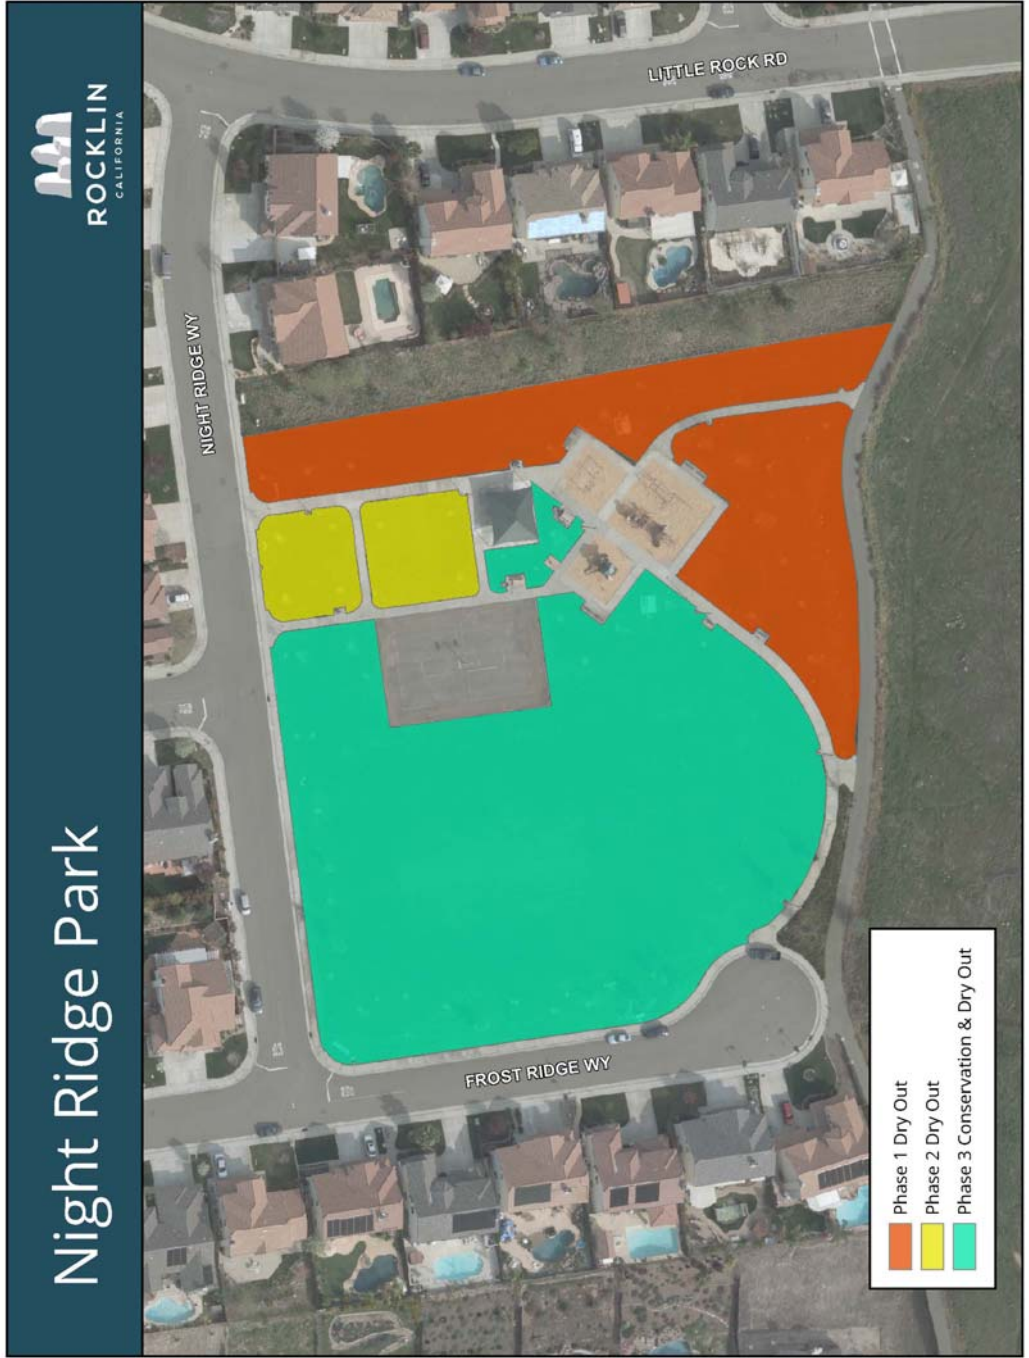 Night Ridge Park
ROCKLIN
CALIFORNIA
NIGHT RIDGE WY
LITTLE ROCK RD
FROST RIDGE WY
Phase 1 Dry Out
Phase 2 Dry Out
Phase 3 Conservation & Dry Out